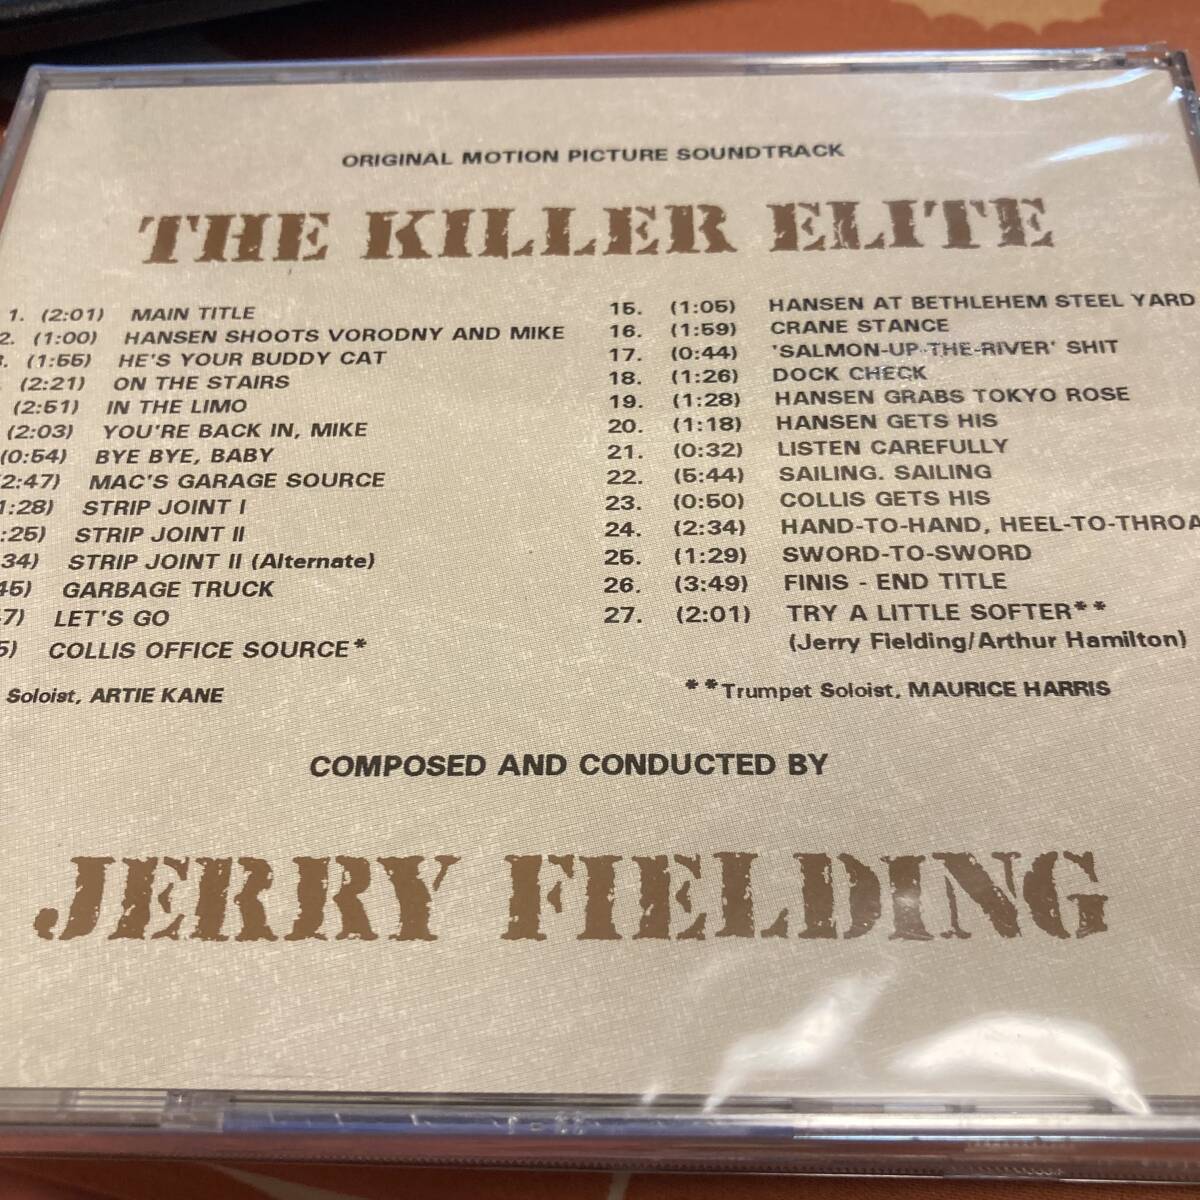 ORIGINAL MOTION PICTURE SOUNDTRACK
THE KILLER ELITE
1. (2:01) MAIN TITLE
2. (1:00) HANSEN SHOOTS VORODNY AND MIKE
3. (1:55) HE'S YOUR BUDDY CAT
(2:21) ON THE STAIRS
(2:51) IN THE LIMO
(2:03) YOU'RE BACK IN, MIKE
(0:54) BYE BYE, BABY
(2:47) MAC'S GARAGE SOURCE
1:28) STRIP JOINT I
:25) STRIP JOINT II
34) STRIP JOINT II (Alternate)
45) GARBAGE TRUCK
7) LET'S GO
5) COLLIS OFFICE SOURCE*
Soloist, ARTIE KANE
15. (1:05) HANSEN AT BETHLEHEM STEEL YARD
16. (1:59) CRANE STANCE
17. (0:44) 'SALMON-UP-THE-RIVER' SHIT
18. (1:26) DOCK CHECK
19. (1:28) HANSEN GRABS TOKYO ROSE
20. (1:18) HANSEN GETS HIS
21. (0:32) LISTEN CAREFULLY
22. (5:44) SAILING. SAILING
23. (0:50) COLLIS GETS HIS
24. (2:34) HAND-TO-HAND, HEEL-TO-THROA
25. (1:29) SWORD-TO-SWORD
26. (3:49) FINIS - END TITLE
27. (2:01) TRY A LITTLE SOFTER**
(Jerry Fielding/Arthur Hamilton)
**Trumpet Soloist, MAURICE HARRIS
COMPOSED AND CONDUCTED BY
JERRY FIELDING